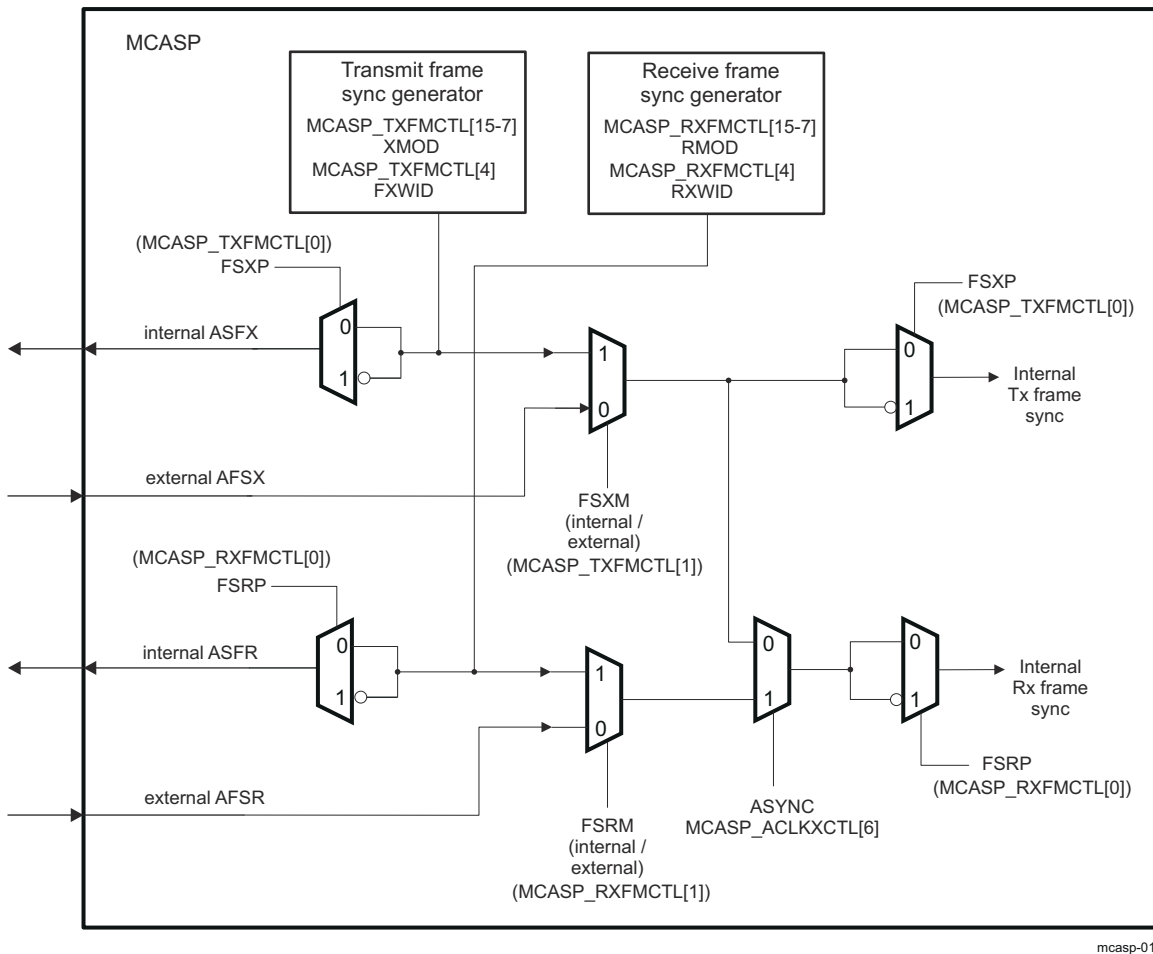 MCASP
Transmit frame
sync generator
MCASP_TXFMCTL[15-7]
XMOD
MCASP_TXFMCTL[4]
FXWID
Receive frame
sync generator
MCASP_RXFMCTL[15-7]
RMOD
MCASP_RXFMCTL[4]
RXWID
(MCASP_TXFMCTL[0])
FSXP
internal ASFX
0
1
1
0
FSXP
(MCASP_TXFMCTL[0])
0
1
Internal
Tx frame
sync
external AFSX
FSXM
(internal /
external)
(MCASP_TXFMCTL[1])
(MCASP_RXFMCTL[0])
FSRP
internal ASFR
0
1
1
0
0
1
0
1
Internal
Rx frame
sync
external AFSR
FSRM
(internal /
external)
(MCASP_RXFMCTL[1])
ASYNC
MCASP_ACLKXCTL[6]
FSRP
(MCASP_RXFMCTL[0])
mcasp-01